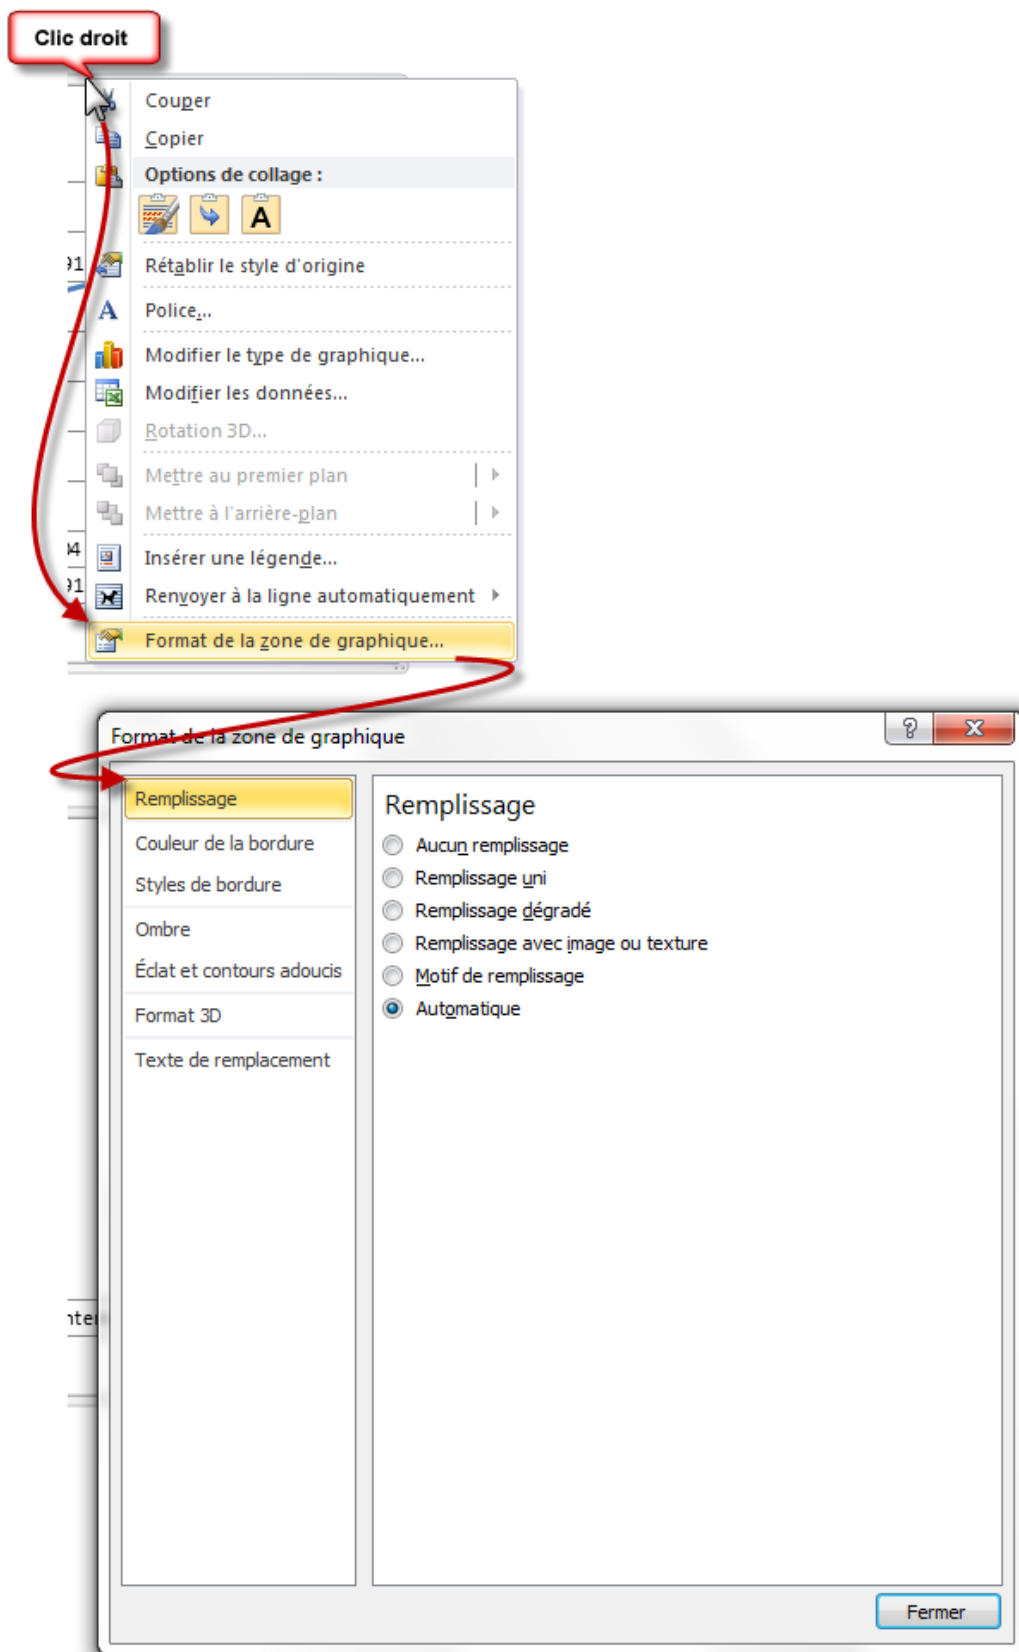 Clic droit
Couper
Copier
Options de collage :
A
91
Rétablir le style d'origine
A Police...
Modifier le type de graphique...
Modifier les données...
Rotation 3D...
Mettre au premier plan
Mettre à l'arrière-plan
Insérer une légende...
91
Renvoyer à la ligne automatiquement
Format de la zone de graphique...
Format de la zone de graphique
?
X
Remplissage
Couleur de la bordure
Styles de bordure
Ombre
Éclat et contours adoucis
Format 3D
Texte de remplacement
Remplissage
Aucun remplissage
Remplissage uni
Remplissage dégradé
Remplissage avec image ou texture
Motif de remplissage
Automatique
Fermer